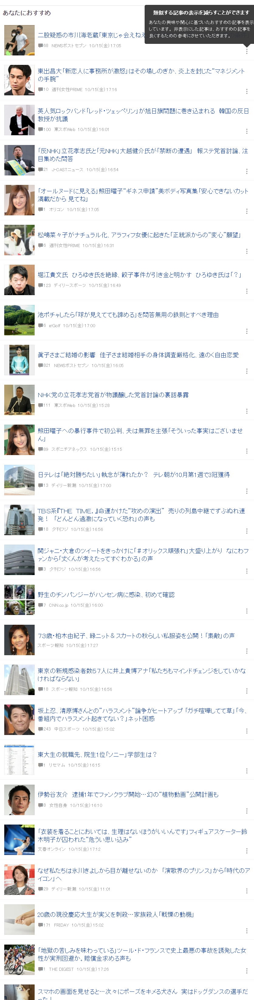 あなたにおすすめ
類似する記事の表示を減らすことができます
あなたの興味や関心に基づいたおすすめの記事を表示
しています。非表示にした記事は、おすすめの記事を
良くするための参考にさせていただきます。
二股疑惑の市川海老蔵「東京じゃ会えねえ
68 NEWSポストセブン 10/15(金) 17:05
東出昌大「新恋人に事務所が激怒」はその場しのぎか、炎上を封じた“マネジメント
の手腕”
10 週刊女性PRIME 10/15(金) 17:16
英人気ロックバンド「レッド・ツェッペリン」が旭日旗問題に巻き込まれる 韓国の反日
教授が抗議
100 東スポWeb 10/15(金) 16:01
「反NHK」立花孝志氏と「元NHK」大越健介氏が「禁断の遭遇」 報ステ党首討論、注
目集めた問答
21 J-CASTニュース 10/15(金) 16:54
「オールヌードに見える」熊田曜子“ギネス申請”美ボディ写真集「安心できないカット
満載だから 見てね」
1 オリコン 10/15(金) 17:05
松嶋菜々子がナチュラル化、アラフィフ女優に起きた「正統派からの“変心”願望」
6 週刊女性PRIME 10/15(金) 16:31
堀江貴文氏 ひろゆき氏を絶縁、餃子事件が引き金と明かす ひろゆき氏は「？」
123 デイリースポーツ 10/15(金) 16:49
池ポチャしたら「球が見えてても諦める」を問答無用の鉄則とすべき理由
6 e!Golf 10/15(金) 17:00
眞子さまご結婚の影響 佳子さま結婚相手の身体調査厳格化、遠のく自由恋愛
821 NEWSポストセブン 10/15(金) 16:05
NHK党の立花孝志党首が物議醸した党首討論の裏話暴露
111 東スポWeb 10/15(金) 15:28
熊田曜子への暴行事件で初公判、夫は無罪を主張「そういった事実はございませ
ん」
89 スポニチアネックス 10/15(金) 15:15
日テレは「絶対勝ちたい」執念が薄れたか？ テレ朝が10月第1週で3冠獲得
13 デイリー新潮 10/15(金) 17:00
TBS系『THE TIME，』命運かけた“攻めの演出” 売りの列島中継でずぶぬれ連
発！ 「どんどん過激になっていく恐れ」の声も
18 夕刊フジ 10/15(金) 16:56
関ジャニ・大倉のツイートをきっかけに「＃オリックス頑張れ」大盛り上がり なにわフ
ァンから「丈くんが考えたってすぐわかる」の声
3 夕刊フジ 10/15(金) 16:56
野生のチンパンジーがハンセン病に感染、初めて確認
7 CNN.co.jp 10/15(金) 16:00
７３歳・柏木由紀子、緑ニット＆スカートの秋らしい私服姿を公開！「素敵」の声
スポーツ報知 10/15(金) 17:27
東京の新規感染者数５７人に井上貴博アナ「私たちもマインドチェンジをしていかな
ければならない」
18 スポーツ報知 10/15(金) 16:56
坂上忍、清原博さんとの”ハラスメント”論争がヒートアップ 「ガチ喧嘩してて草」「今、
番組内でハラスメント起きてない？」ネット困惑
243 中日スポーツ 10/15(金) 15:02
東大生の就職先、院生1位「ソニー」学部生は？
1 リセマム 10/15(金) 16:15
伊勢谷友介 逮捕1年でファンクラブ開始…幻の“植物動画”公開計画も
8 女性自身 10/15(金) 16:10
「衣装を着ることにおいては、生理はないほうがいいんです」フィギュアスケーター鈴
木明子が囚われた“危うい思い込み”
文春オンライン 10/15(金) 17:12
なぜ私たちは氷川きよしから目が離せないのか 「演歌界のプリンス」から「時代のア
イコン」へ
29 デイリー新潮 10/15(金) 11:01
20歳の現役慶応大生が実父を刺殺…家族殺人「戦慄の動機」
171 FRIDAY 10/15(金) 15:02
「地獄の苦しみを味わっている」ツール・ド・フランスで史上最悪の事故を誘発した女
性が実刑回避か。賠償金求める声も
1 THE DIGEST 10/15(金) 17:26
スマホの画面を見せると…次々にポーズをキメる犬さん 実はドッグダンスの選手だ
った！